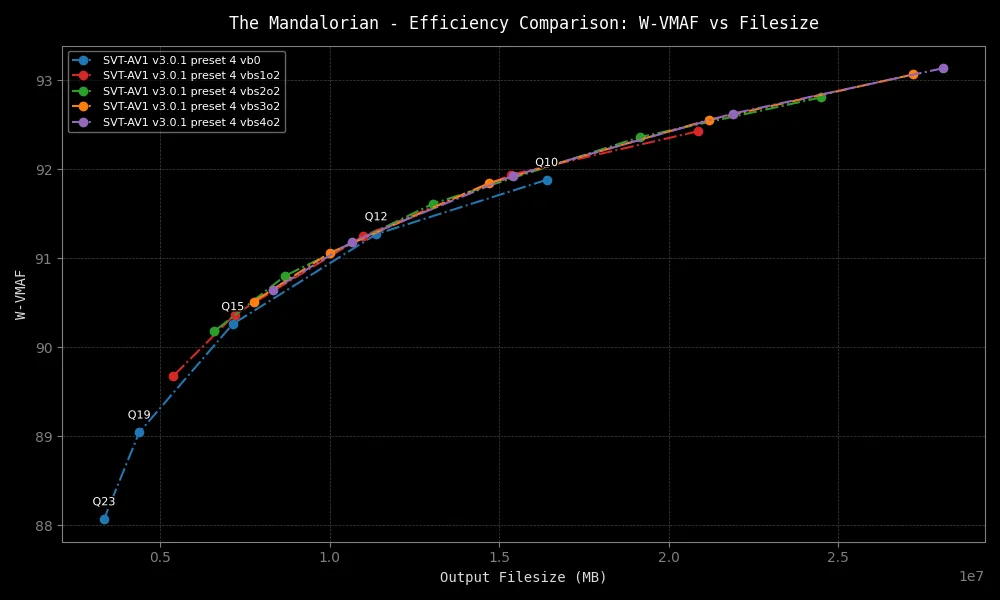 The Mandalorian - Efficiency Comparison: W-VMAF vs Filesize
SVT-AV1 v3.0.1 preset 4 vb0
SVT-AV1 v3.0.1 preset 4 vbs1o2
SVT-AV1 v3.0.1 preset 4 vbs2o2
SVT-AV1 v3.0.1 preset 4 vbs3o2
SVT-AV1 v3.0.1 preset 4 vbs4o2
93
92
91
90
89
88
W-VMAF
Q10
Q12
Q15
Q19
Q23
0.5
1.0
1.5
2.0
2.5
1e7
Output Filesize (MB)